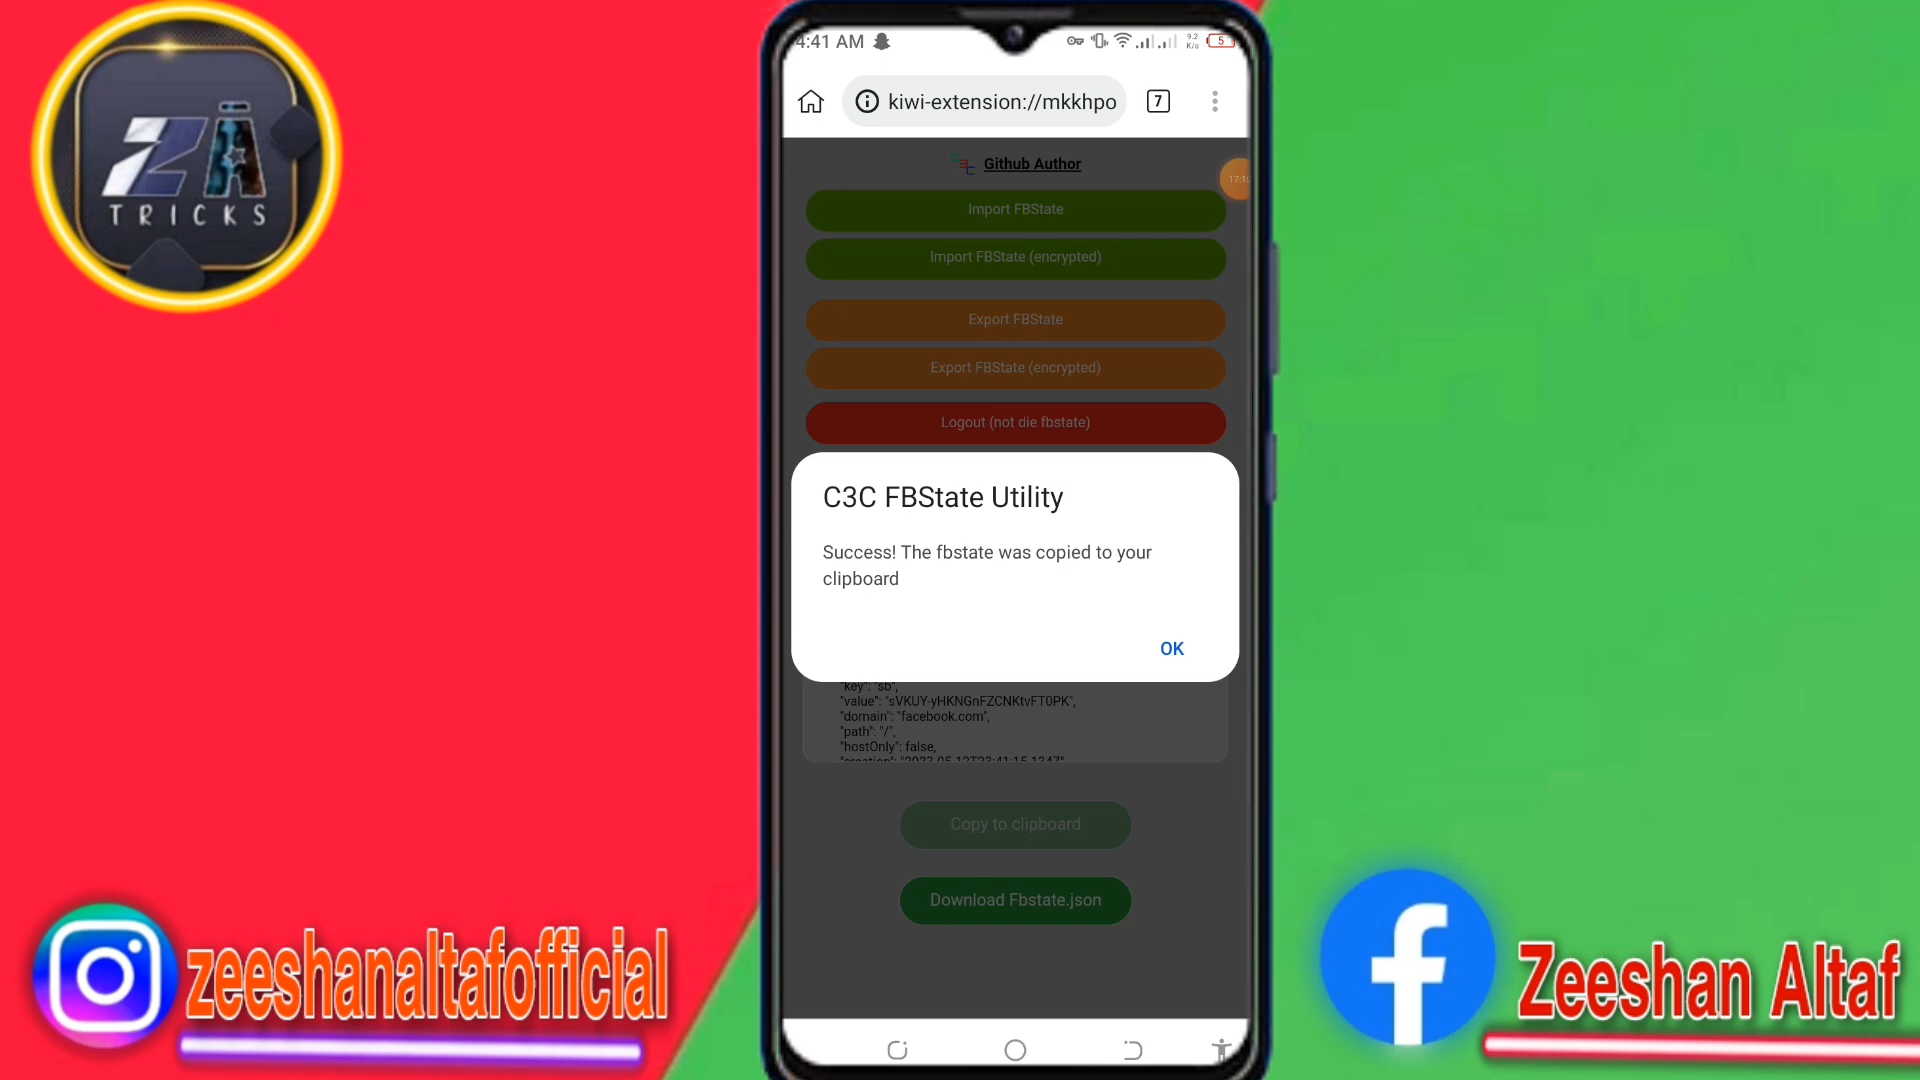 ZA
TRICKS
4:41 AM
9.2
K/s
5
kiwi-extension://mkkhpo
7
Github Author
Import FBState
Import FBState (encrypted)
Export FBState
Export FBState (encrypted)
Logout (not die fbstate)
C3C FBState Utility
Success! The fbstate was copied to your
clipboard
OK
"key": "sb",
"value": "sVKUY-yHKNGnFZCNKtvFT0PK",
"domain": "facebook.com",
"path": "/",
"hostOnly": false,
Copy to clipboard
Download Fbstate.json
zeeshanaltafofficial
Zeeshan Altaf